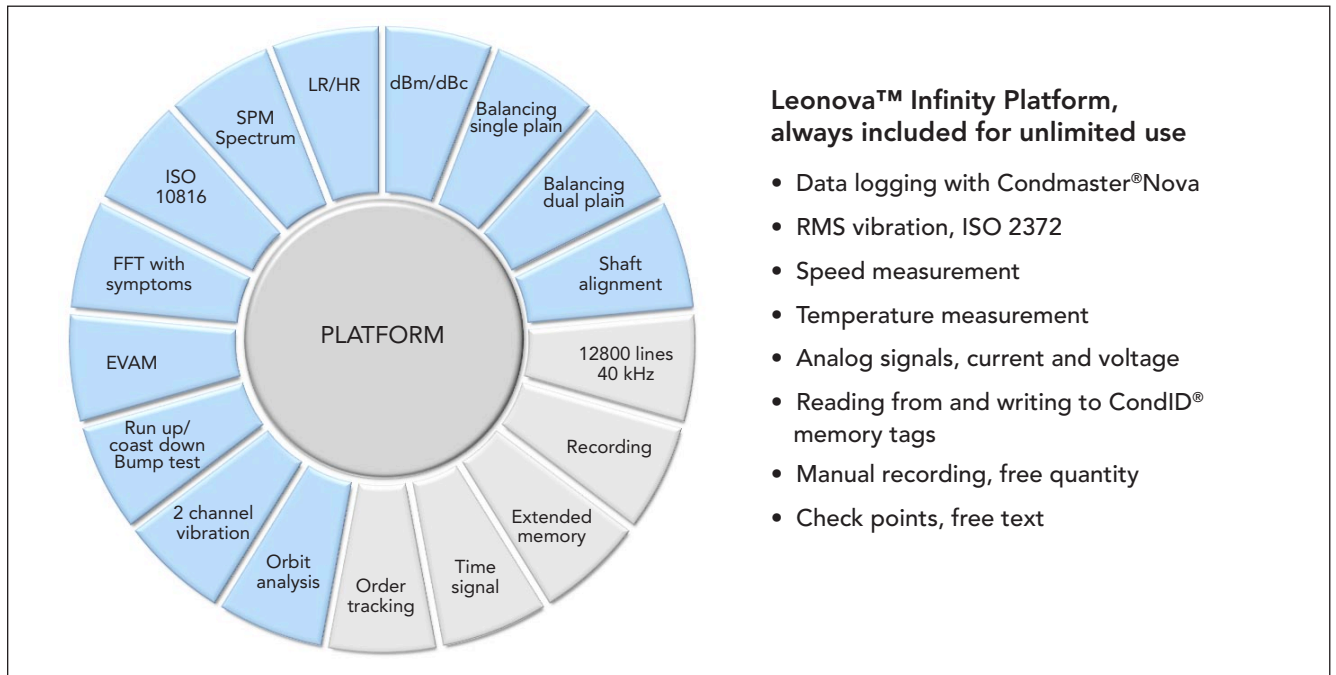 LR/HR
dBm/dBc
Balancing
single plain
Balancing
dual plain
Shaft
alignment
12800 lines
40 kHz
Recording
Extended
memory
Time
signal
Order
tracking
Orbit
analysis
2 channel
vibration
Run up/
coast down
Bump test
EVAM
FFT with
symptoms
ISO
10816
SPM
Spectrum
PLATFORM
Leonova™ Infinity Platform,
always included for unlimited use
• Data logging with Condmaster®Nova
• RMS vibration, ISO 2372
• Speed measurement
• Temperature measurement
• Analog signals, current and voltage
• Reading from and writing to CondID®
memory tags
• Manual recording, free quantity
• Check points, free text